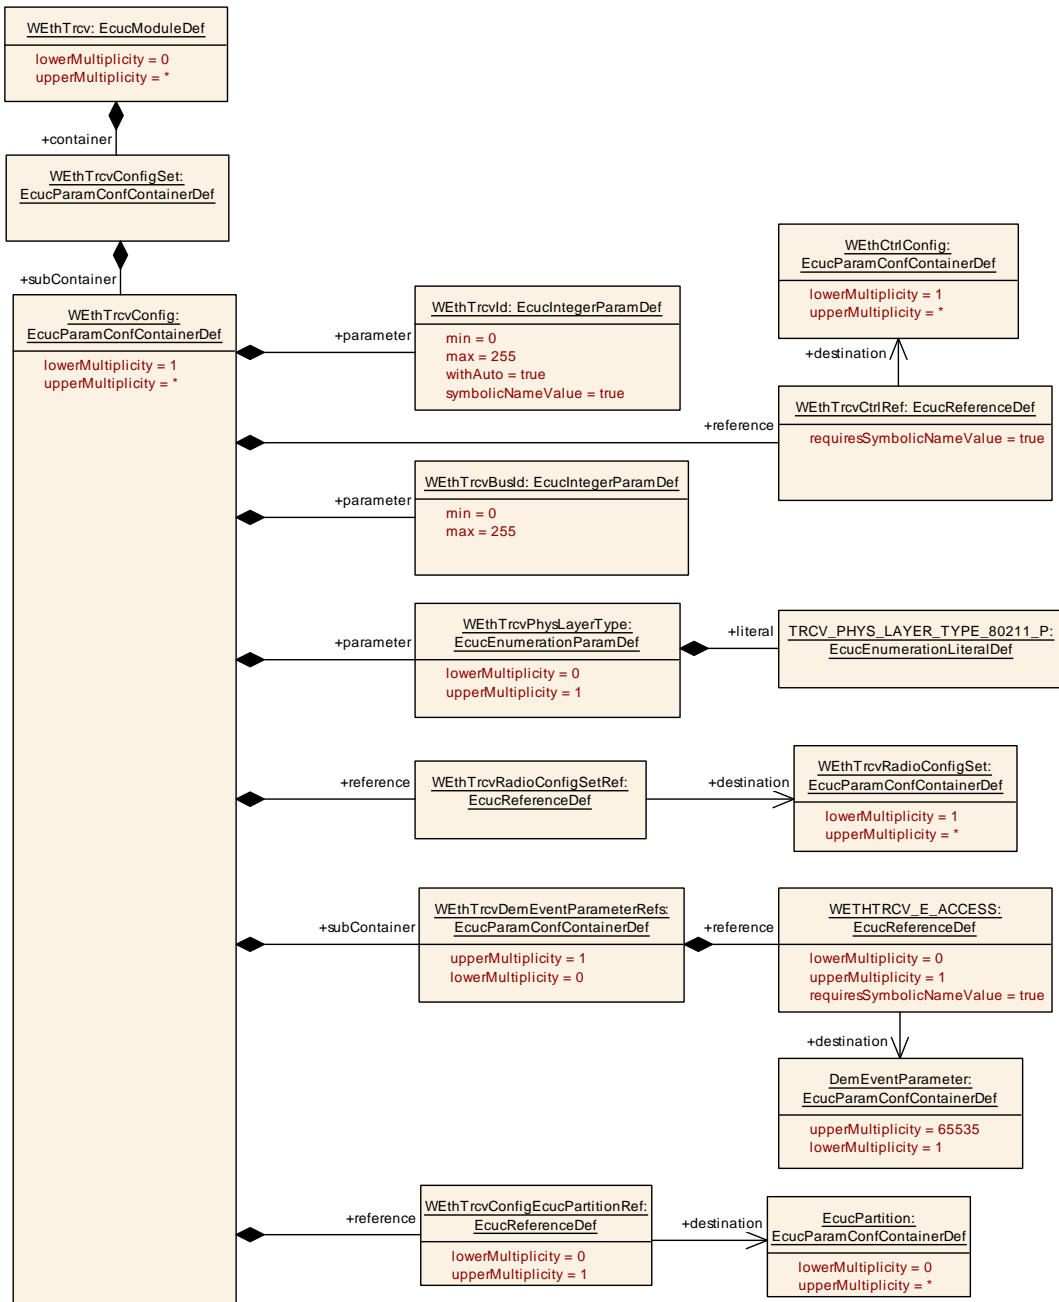 WEthTrcv: EcucModuleDef
lowerMultiplicity = 0
upperMultiplicity = *
+container
WEthTrcvConfigSet:
EcucParamConfContainerDef
+subContainer
WEthTrcvConfig:
EcucParamConfContainerDef
lowerMultiplicity = 1
upperMultiplicity = *
+parameter
WEthTrcvId: EcucIntegerParamDef
min = 0
max = 255
withAuto = true
symbolicNameValue = true
WEthCtrlConfig:
EcucParamConfContainerDef
lowerMultiplicity = 1
upperMultiplicity = *
+destination
+reference
WEthTrcvCtrlRef: EcucReferenceDef
requiresSymbolicNameValue = true
+parameter
WEthTrcvBusId: EcucIntegerParamDef
min = 0
max = 255
+parameter
WEthTrcvPhysLayerType:
EcucEnumerationParamDef
lowerMultiplicity = 0
upperMultiplicity = 1
+literal
TRCV_PHYS_LAYER_TYPE_80211_P:
EcucEnumerationLiteralDef
+reference
WEthTrcvRadioConfigSetRef:
EcucReferenceDef
+destination
WEthTrcvRadioConfigSet:
EcucParamConfContainerDef
lowerMultiplicity = 1
upperMultiplicity = *
+subContainer
WEthTrcvDemEventParameterRefs:
EcucParamConfContainerDef
upperMultiplicity = 1
lowerMultiplicity = 0
+reference
WETHTRCV_E_ACCESS:
EcucReferenceDef
lowerMultiplicity = 0
upperMultiplicity = 1
requiresSymbolicNameValue = true
+destination
DemEventParameter:
EcucParamConfContainerDef
upperMultiplicity = 65535
lowerMultiplicity = 1
+reference
WEthTrcvConfigEcucPartitionRef:
EcucReferenceDef
lowerMultiplicity = 0
upperMultiplicity = 1
+destination
EcucPartition:
EcucParamConfContainerDef
lowerMultiplicity = 0
upperMultiplicity = *